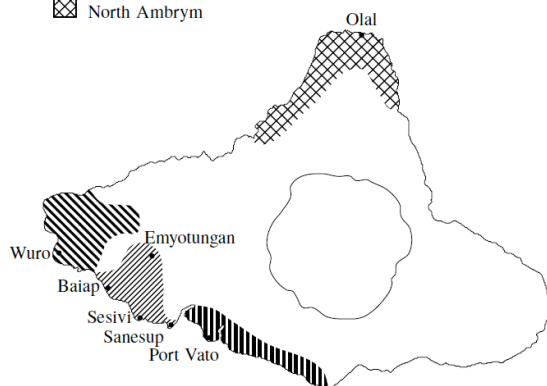 North Ambrym
Olal
Emyotungan
Wuro
Baiap
Sesivi
Sanesup
Port Vato